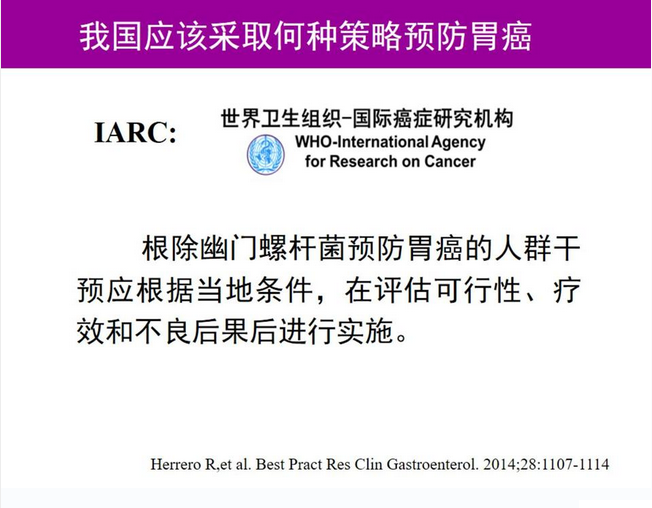 我国应该采取何种策略预防胃癌
IARC:
世界卫生组织-国际癌症研究机构
WHO-International Agency
for Research on Cancer
根除幽门螺杆菌预防胃癌的人群干
预应根据当地条件，在评估可行性、疗
效和不良后果后进行实施。
Herrero R,et al. Best Pract Res Clin Gastroenterol. 2014;28:1107-1114